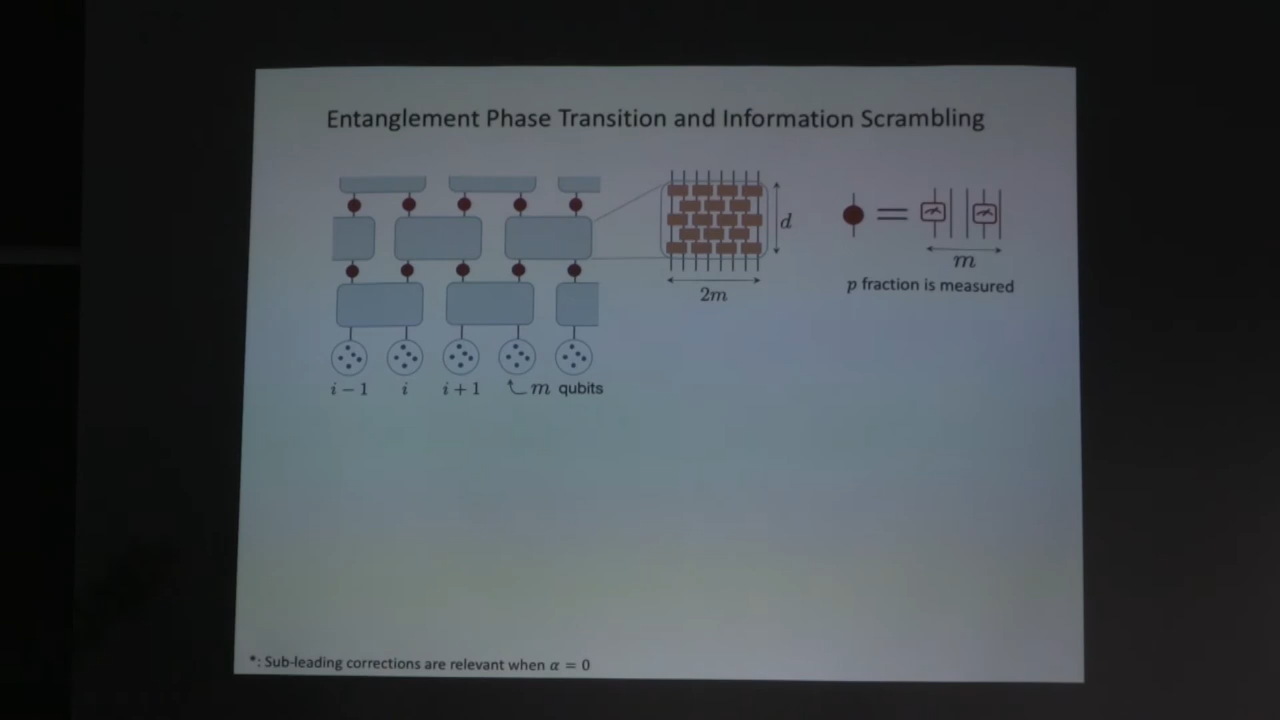 Entanglement Phase Transition and Information Scrambling
d
2m
m
p fraction is measured
i − 1 i i + 1 m qubits
*: Sub-leading corrections are relevant when α = 0